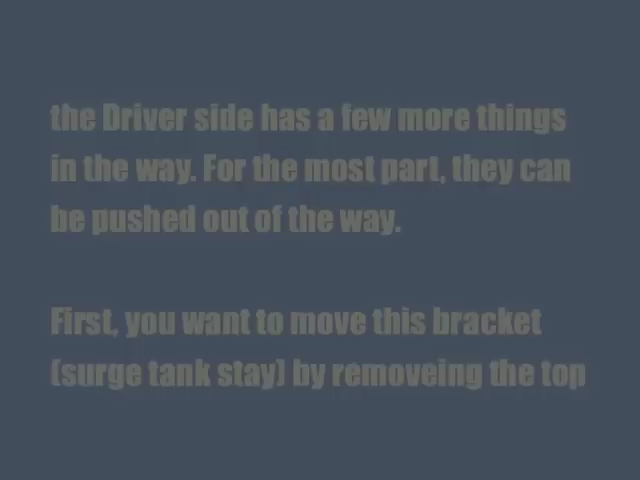 the Driver side has a few more things
in the way. For the most part, they can
be pushed out of the way.
First, you want to move this bracket
(surge tank stay) by removeing the top